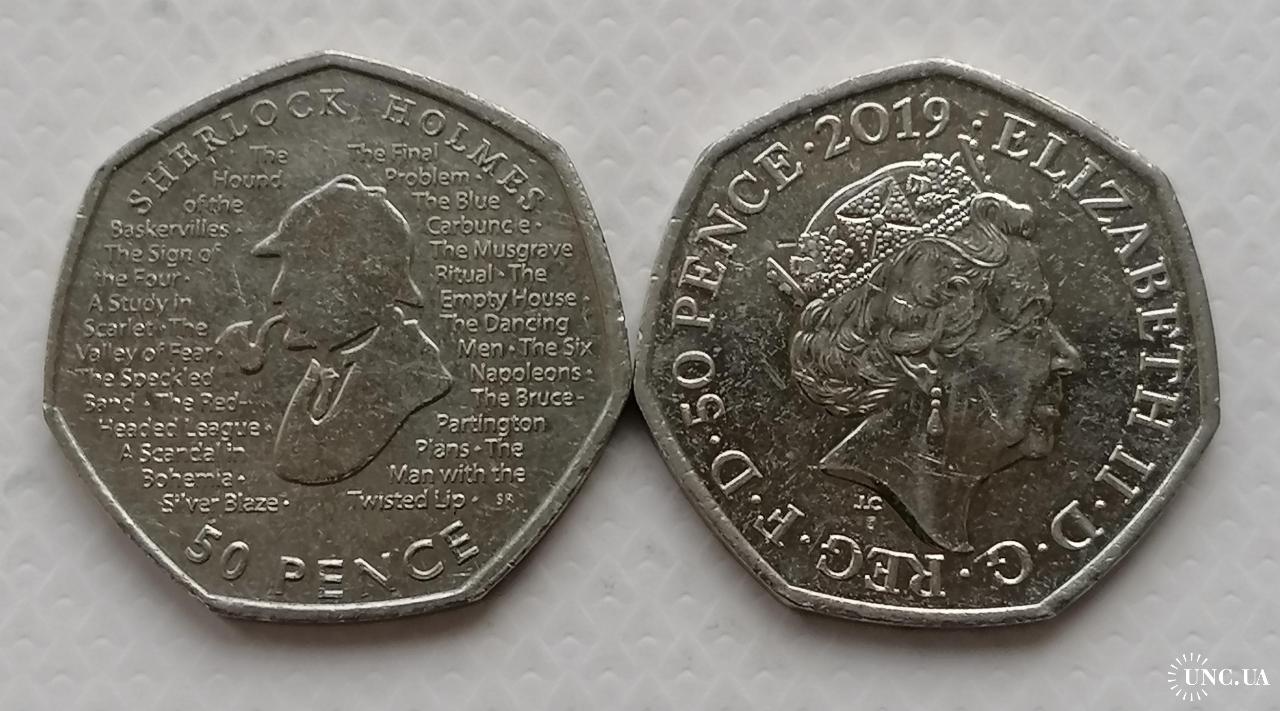 SHERLOCK HOLMES
The
Hound
of the
Baskervilles ·
The Sign of
the Four ·
A Study in
Scarlet · The
Valley of Fear ·
The Speckled
Band · The Red-
Headed League ·
A Scandal in
Bohemia ·
Silver Blaze ·
The Final
Problem ·
The Blue
Carbuncle ·
The Musgrave
Ritual · The
Empty House ·
The Dancing
Men · The Six
Napoleons ·
The Bruce-
Partington
Plans · The
Man with the
Twisted Lip · SR
50 PENCE
ELIZABETH II · D · G · REG · F · D · 50 PENCE · 2019 ·
J.C
UNC.UA